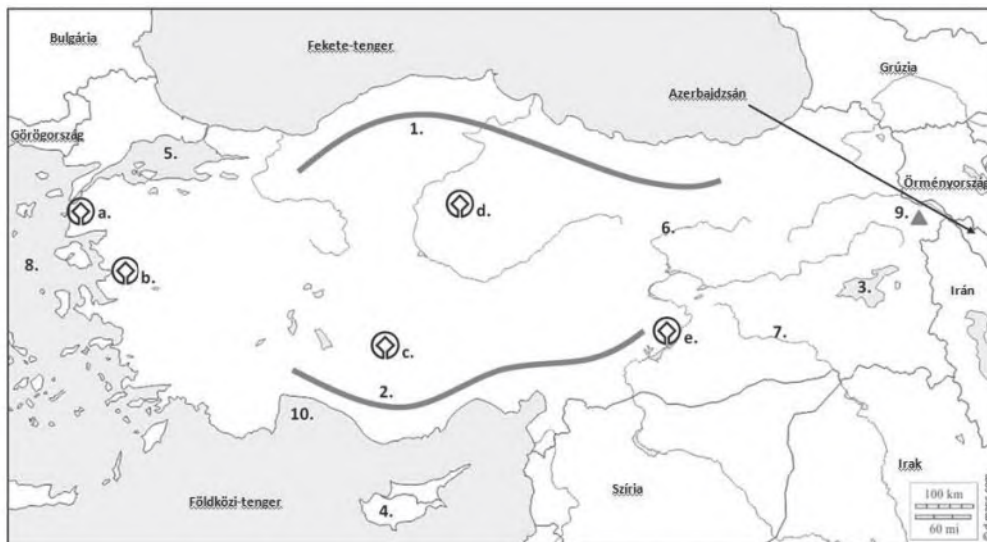 Bulgária
Fekete-tenger
Grúzia
Azerbajdzsán
Görögország
1.
5.
Örményország
a.
d.
9.
6.
8.
b.
3.
Irán
7.
c.
e.
2.
10.
Irak
Földközi-tenger
4.
Szíria
100 km
60 mi